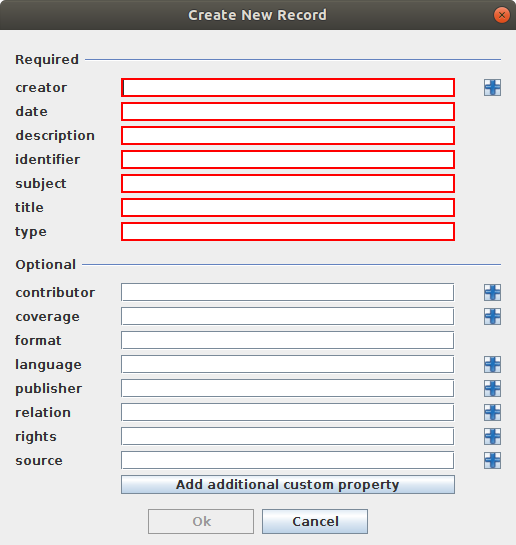 Create New Record
Required
creator
date
description
identifier
subject
title
type
Optional
contributor
coverage
format
language
publisher
relation
rights
source
Add additional custom property
Ok Cancel